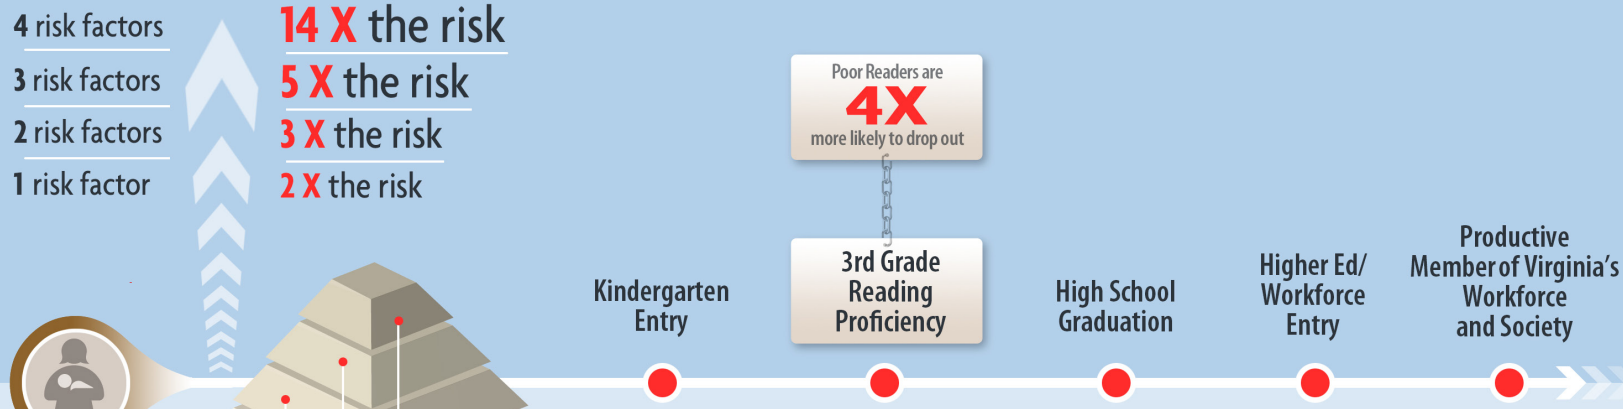 4 risk factors
14 X the risk
3 risk factors
5 X the risk
2 risk factors
3 X the risk
1 risk factor
2 X the risk
Poor Readers are
4X
more likely to drop out
Kindergarten
Entry
3rd Grade
Reading
Proficiency
High School
Graduation
Higher Ed/
Workforce
Entry
Productive
Member of Virginia's
Workforce
and Society